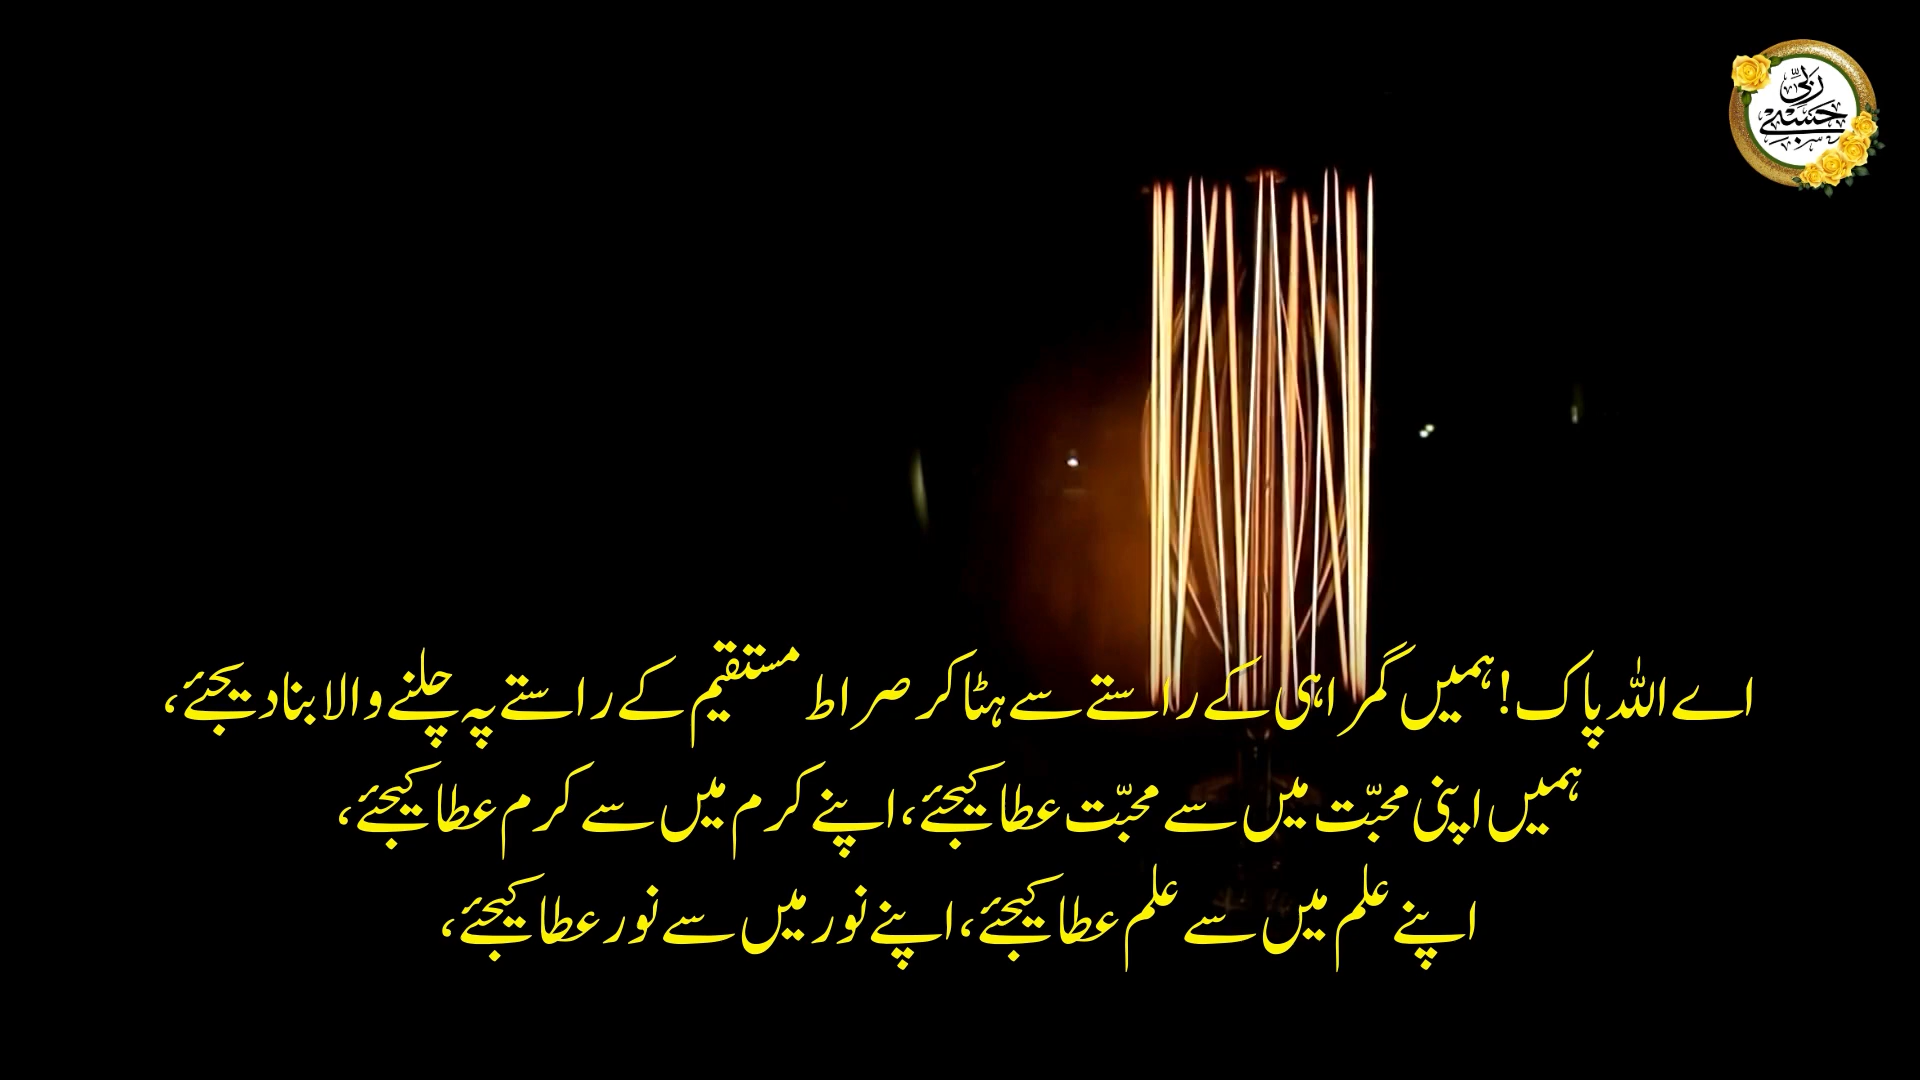 ربی
حسبی
اے اللہ پاک! ہمیں گمراہی کے راستے سے ہٹا کر صراط مستقیم کے راستے پہ چلنے والا بنا دیجئے،
ہمیں اپنی محبّت میں سے محبّت عطا کیجئے، اپنے کرم میں سے کرم عطا کیجئے،
اپنے علم میں سے علم عطا کیجئے، اپنے نور میں سے نور عطا کیجئے،